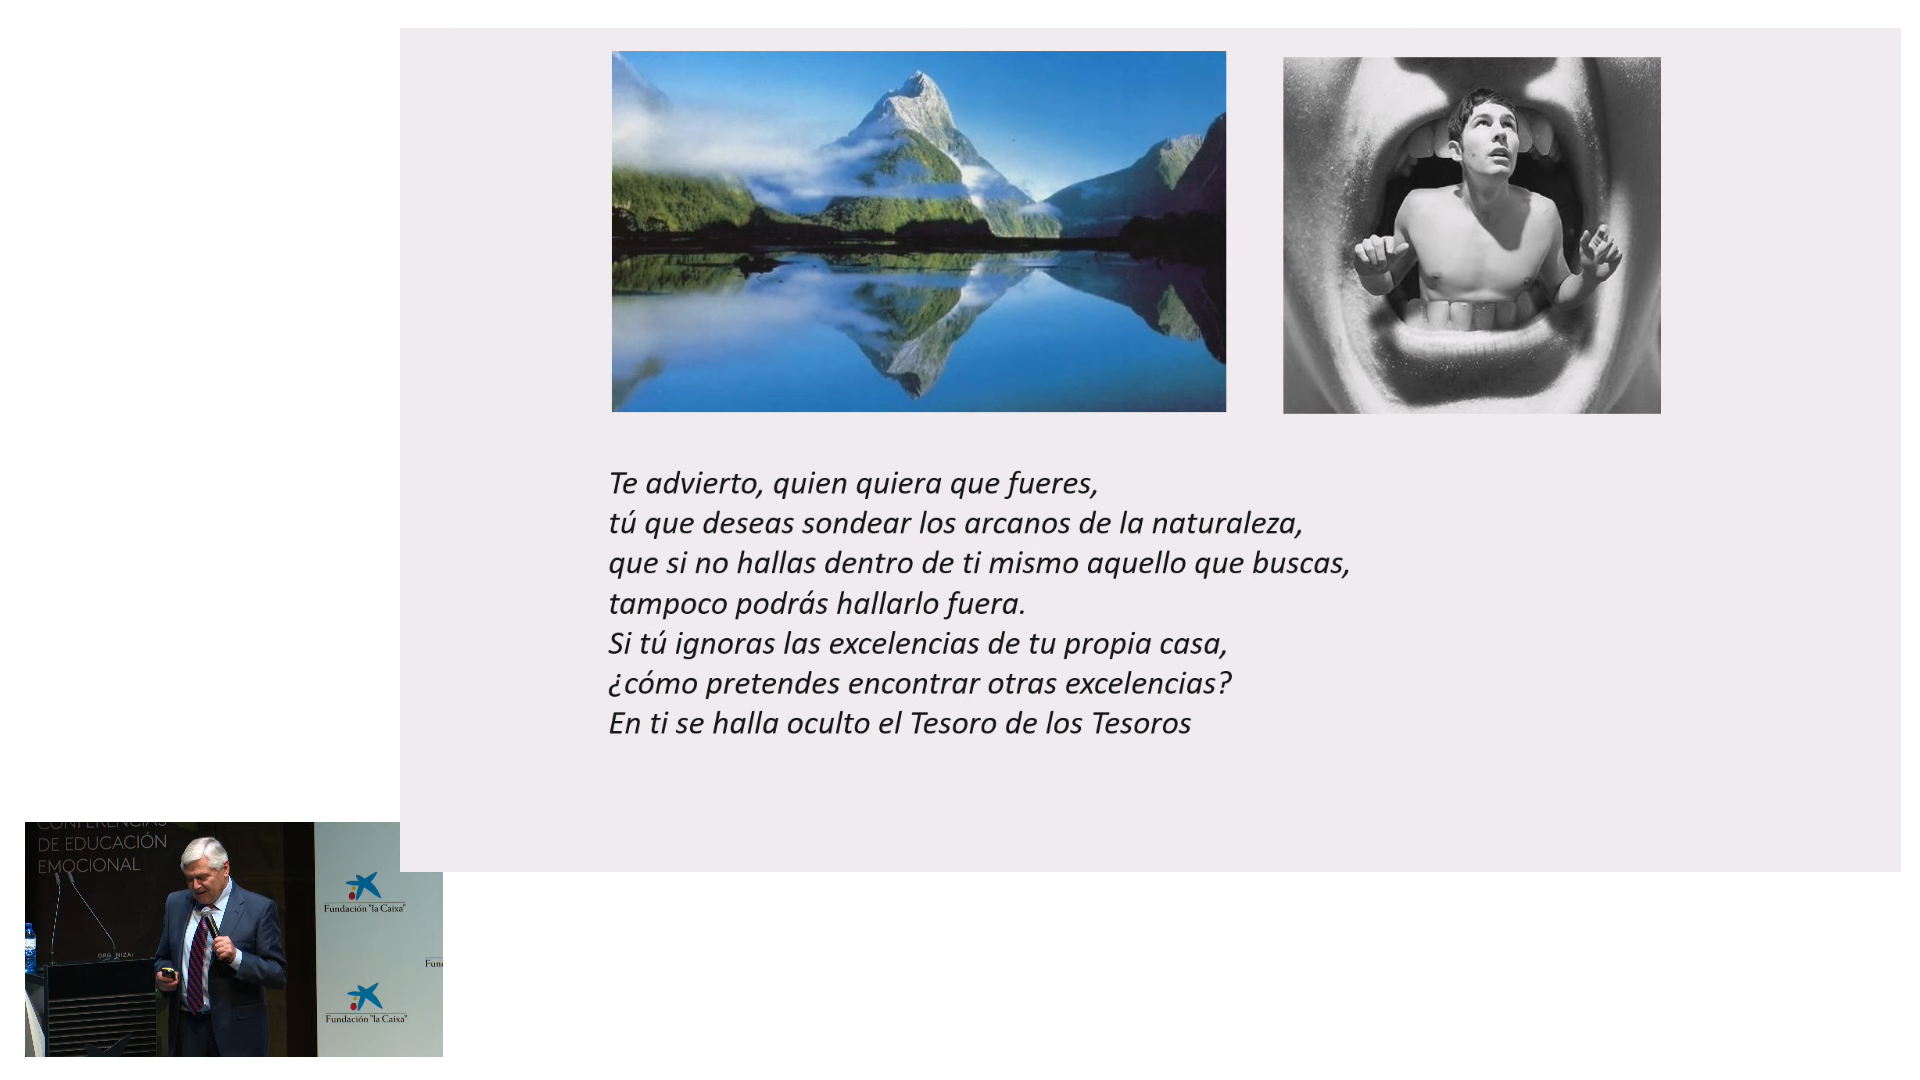 Te advierto, quien quiera que fueres,
tú que deseas sondear los arcanos de la naturaleza,
que si no hallas dentro de ti mismo aquello que buscas,
tampoco podrás hallarlo fuera.
Si tú ignoras las excelencias de tu propia casa,
¿cómo pretendes encontrar otras excelencias?
En ti se halla oculto el Tesoro de los Tesoros
CONFERENCIAS
DE EDUCACIÓN
EMOCIONAL
Fundación "la Caixa"
Fundación "la Caixa"